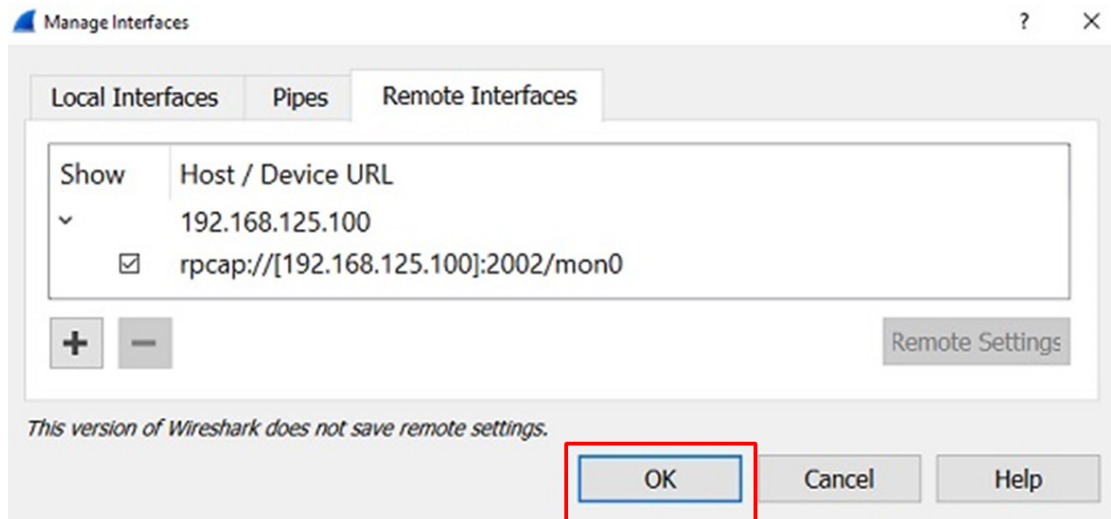 Manage Interfaces ? ×
Local Interfaces Pipes Remote Interfaces
Show Host / Device URL
192.168.125.100
rpcap://[192.168.125.100]:2002/mon0
+ − Remote Settings
This version of Wireshark does not save remote settings.
OK Cancel Help